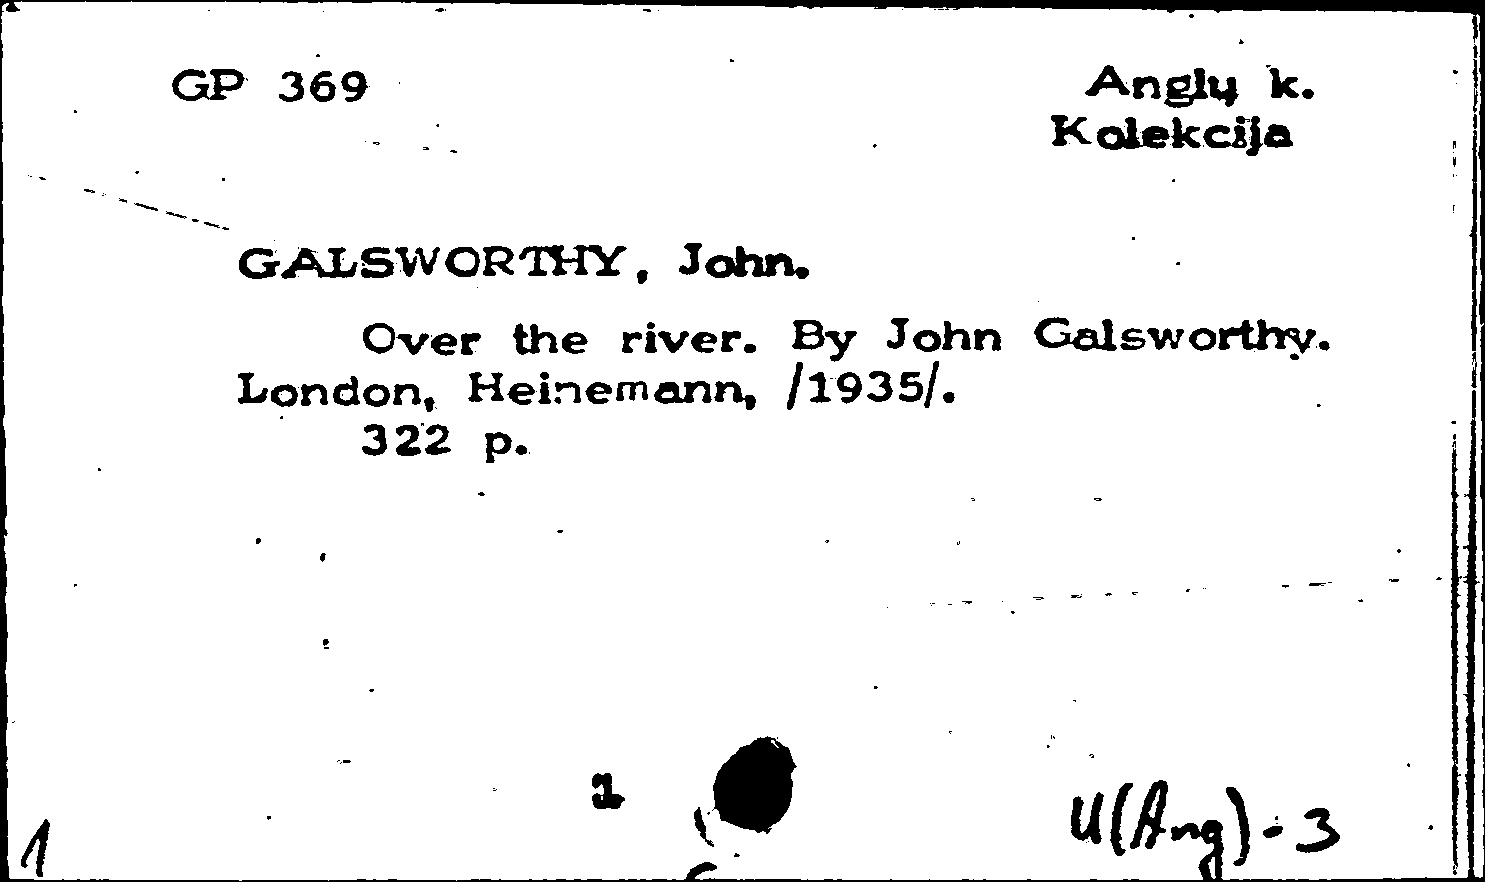 GP 369
Anglų k.
Kolekcija
GALSWORTHY, John.
Over the river. By John Galsworthy.
London, Heinemann, /1935/.
322 p.
1
1
U(Ang)-3